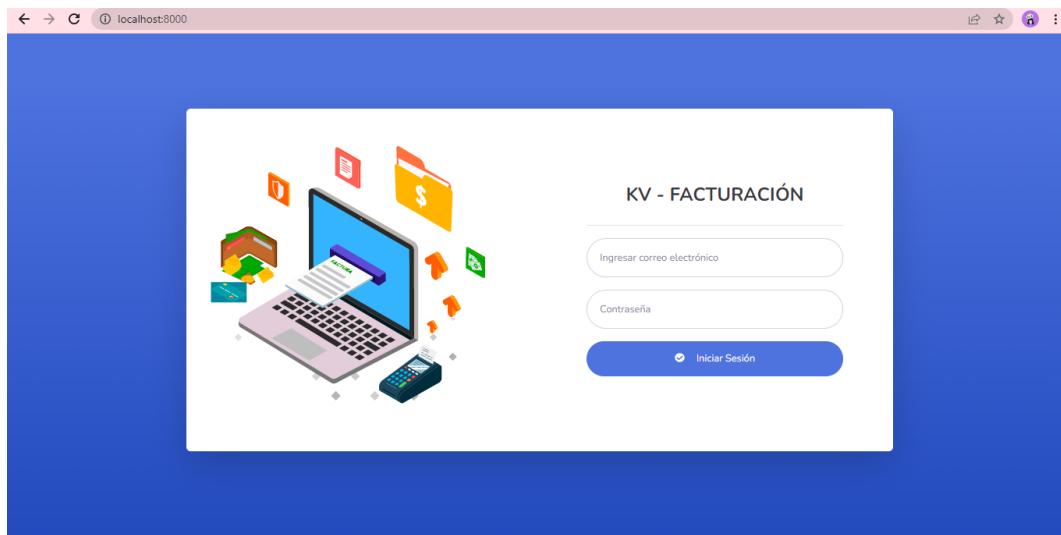 localhost:8000
FACTURA
KV - FACTURACIÓN
Ingresar correo electrónico
Contraseña
Iniciar Sesión